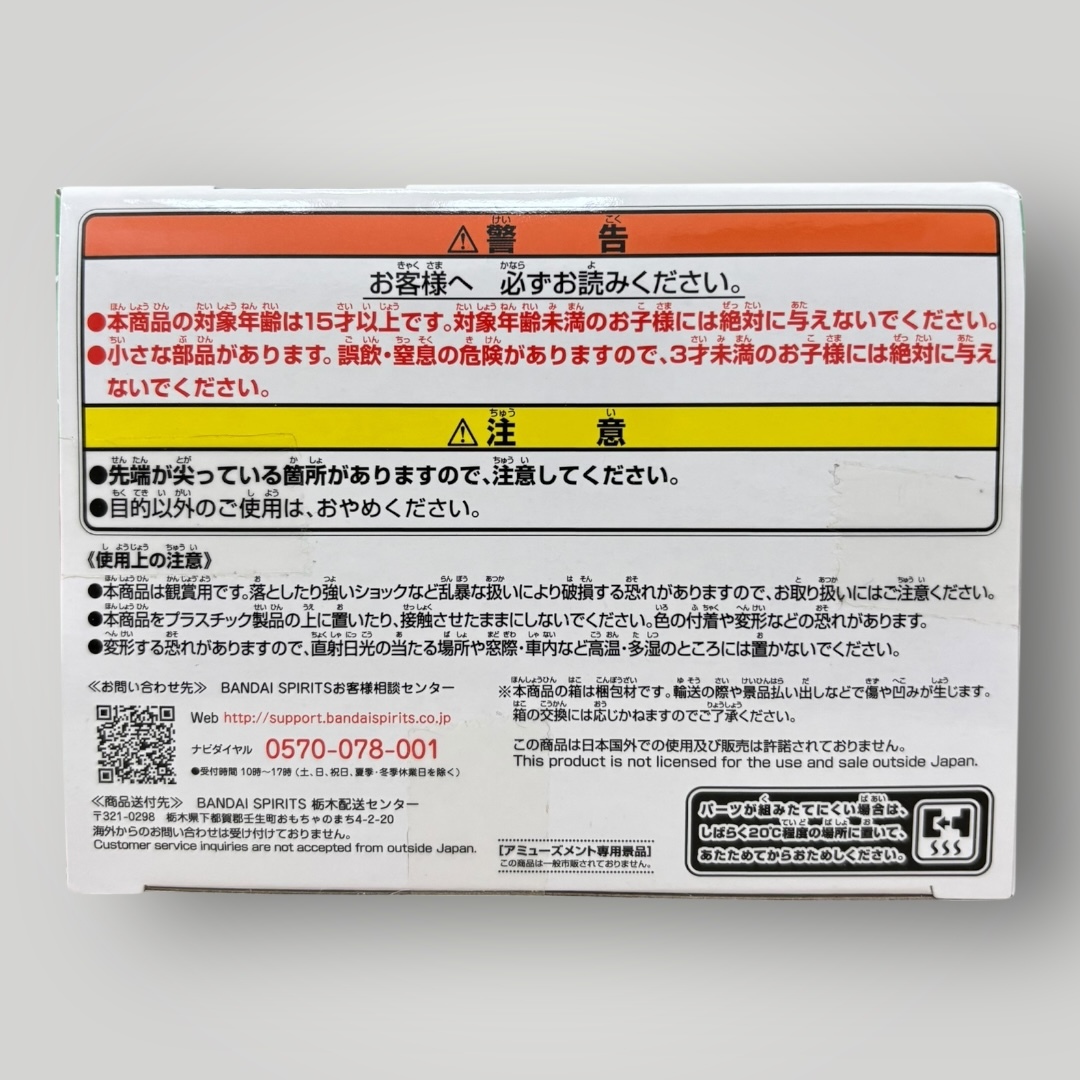 ⚠警告
お客様へ 必ずお読みください。
●本商品の対象年齢は15才以上です。対象年齢未満のお子様には絶対に与えないでください。
●小さな部品があります。誤飲・窒息の危険がありますので、3才未満のお子様には絶対に与え
ないでください。
⚠注意
●先端が尖っている箇所がありますので、注意してください。
●目的以外のご使用は、おやめください。
《使用上の注意》
●本商品は観賞用です。落としたり強いショックなど乱暴な扱いにより破損する恐れがありますので、お取り扱いにはご注意ください。
●本商品をプラスチック製品の上に置いたり、接触させたままにしないでください。色の付着や変形などの恐れがあります。
●変形する恐れがありますので、直射日光の当たる場所や窓際・車内など高温・多湿のところには置かないでください。
≪お問い合わせ先≫ BANDAI SPIRITSお客様相談センター
Web http://support.bandaispirits.co.jp
ナビダイヤル 0570-078-001
●受付時間 10時～17時(土、日、祝日、夏季・冬季休業日を除く)
≪商品送付先≫ BANDAI SPIRITS 栃木配送センター
〒321-0298 栃木県下都賀郡壬生町おもちゃのまち4-2-20
海外からのお問い合わせは受け付けておりません。
Customer service inquiries are not accepted from outside Japan.
※本商品の箱は梱包材です。輸送の際や景品払い出しなどで傷や凹みが生じます。
箱の交換には応じかねますのでご了承ください。
この商品は日本国外での使用及び販売は許諾されておりません。
This product is not licensed for the use and sale outside Japan.
[アミューズメント専用景品]
この商品は一般市販されておりません。
パーツが組みたてにくい場合は、
しばらく20℃程度の場所に置いて、
あたためてからおためしください。